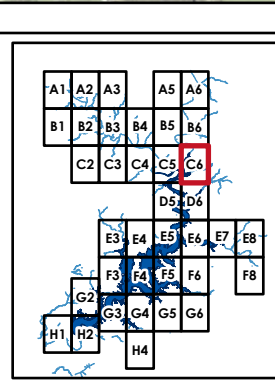 A1 A2 A3 A5 A6
B1 B2 B3 B4 B5 B6
C2 C3 C4 C5 C6
D5 D6
E3 E4 E5 E6 E7 E8
F3 F4 F5 F6 F8
G2
G3 G4 G5 G6
H1 H2
H4